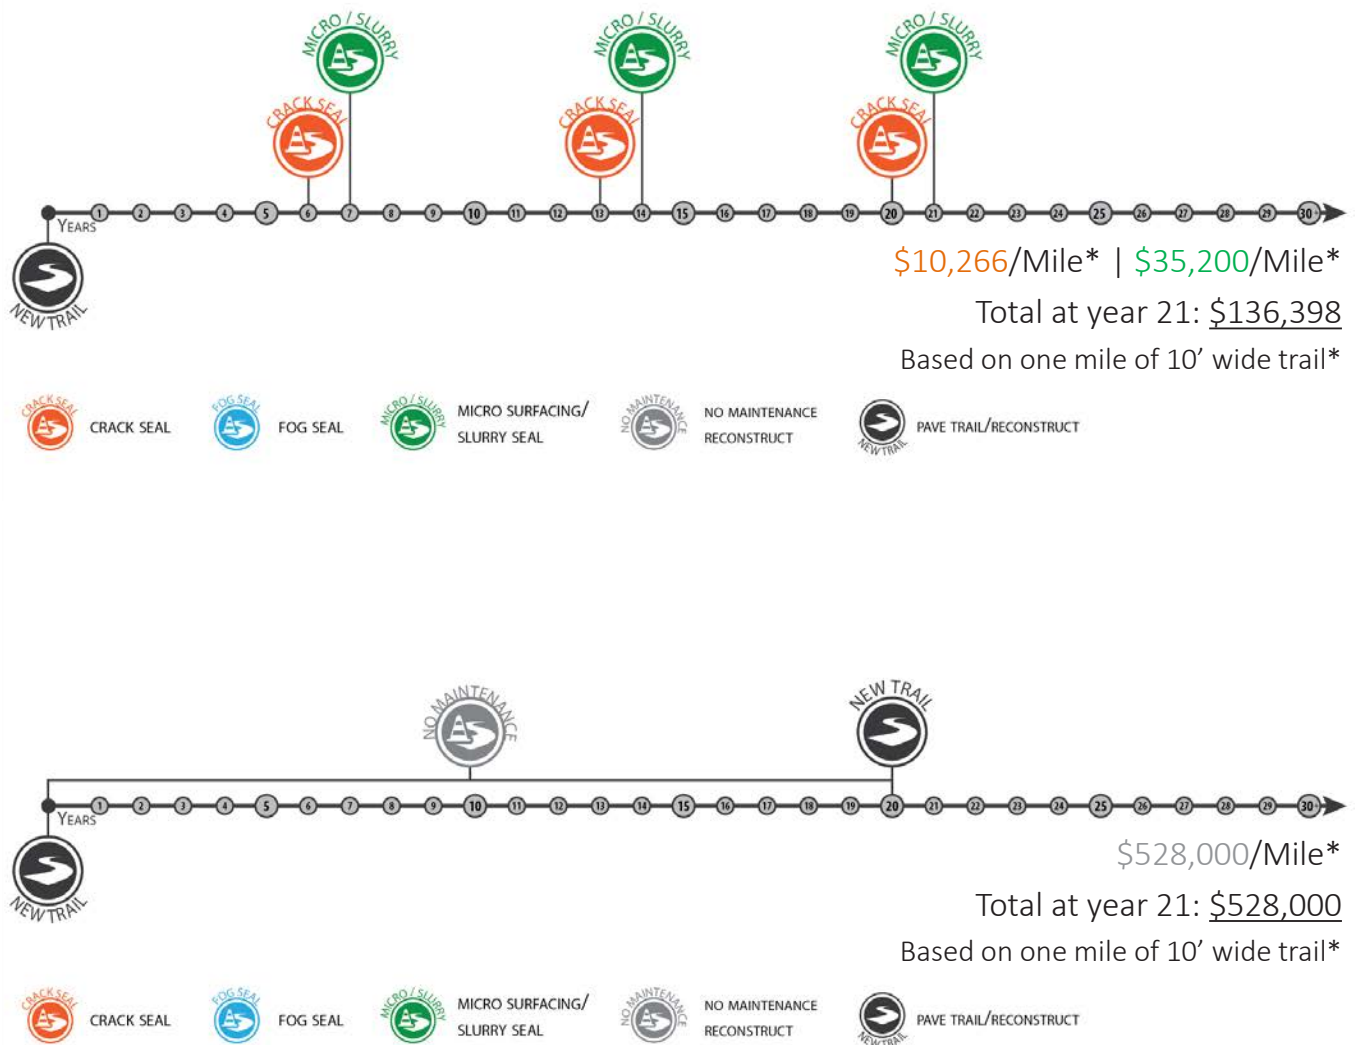 MICRO / SLURRY
MICRO / SLURRY
MICRO / SLURRY
CRACK SEAL
CRACK SEAL
CRACK SEAL
1 2 3 4 5 6 7 8 9 10 11 12 13 14 15 16 17 18 19 20 21 22 23 24 25 26 27 28 29 30
YEARS
NEW TRAIL
$10,266/Mile* | $35,200/Mile*
Total at year 21: $136,398
Based on one mile of 10’ wide trail*
CRACK SEAL CRACK SEAL
FOG SEAL FOG SEAL
MICRO / SLURRY MICRO SURFACING/
SLURRY SEAL
NO MAINTENANCE NO MAINTENANCE
RECONSTRUCT
NEW TRAIL PAVE TRAIL/RECONSTRUCT
NO MAINTENANCE
NEW TRAIL
1 2 3 4 5 6 7 8 9 10 11 12 13 14 15 16 17 18 19 20 21 22 23 24 25 26 27 28 29 30
YEARS
NEW TRAIL
$528,000/Mile*
Total at year 21: $528,000
Based on one mile of 10’ wide trail*
CRACK SEAL CRACK SEAL
FOG SEAL FOG SEAL
MICRO / SLURRY MICRO SURFACING/
SLURRY SEAL
NO MAINTENANCE NO MAINTENANCE
RECONSTRUCT
NEW TRAIL PAVE TRAIL/RECONSTRUCT